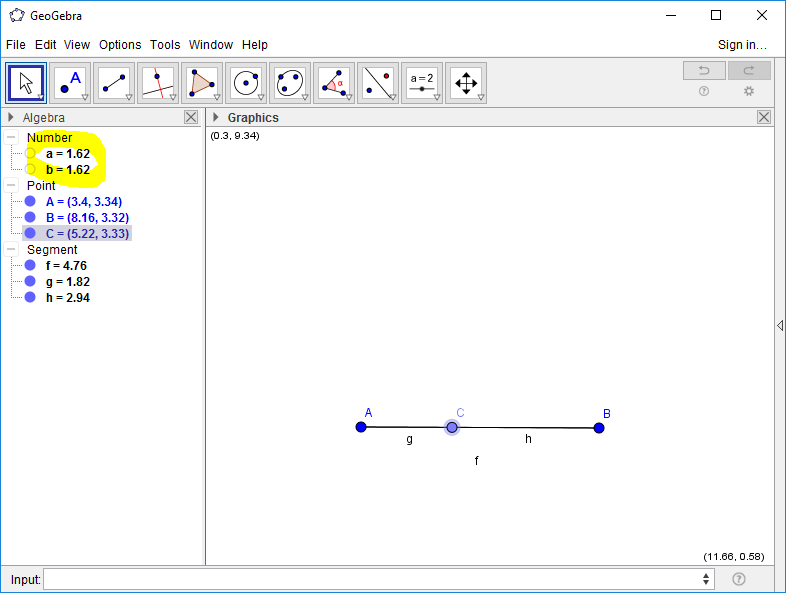 GeoGebra
File Edit View Options Tools Window Help Sign in...
A
α
a = 2
Algebra
Graphics
(0.3, 9.34)
Number
a = 1.62
b = 1.62
Point
A = (3.4, 3.34)
B = (8.16, 3.32)
C = (5.22, 3.33)
Segment
f = 4.76
g = 1.82
h = 2.94
A C B
g h
f
(11.66, 0.58)
Input: